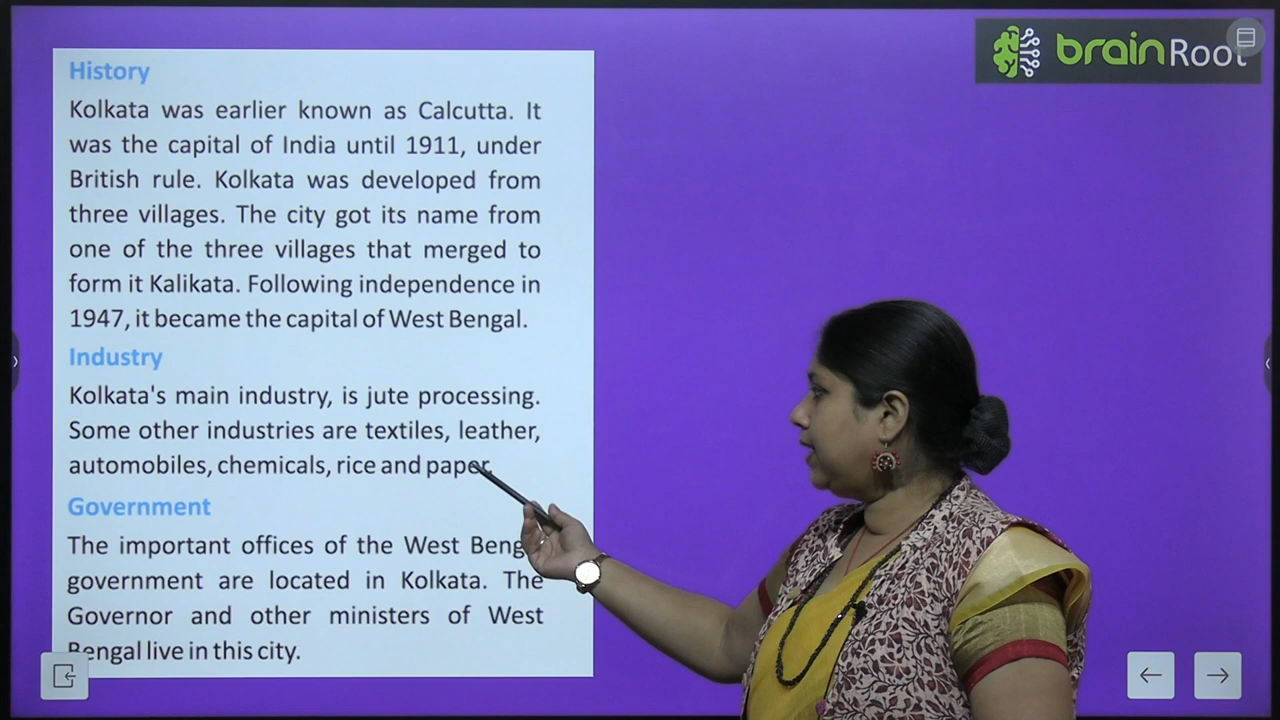 brainRoot
History
Kolkata was earlier known as Calcutta. It
was the capital of India until 1911, under
British rule. Kolkata was developed from
three villages. The city got its name from
one of the three villages that merged to
form it Kalikata. Following independence in
1947, it became the capital of West Bengal.
Industry
Kolkata's main industry, is jute processing.
Some other industries are textiles, leather,
automobiles, chemicals, rice and paper.
Government
The important offices of the West Beng
government are located in Kolkata. The
Governor and other ministers of West
Bengal live in this city.